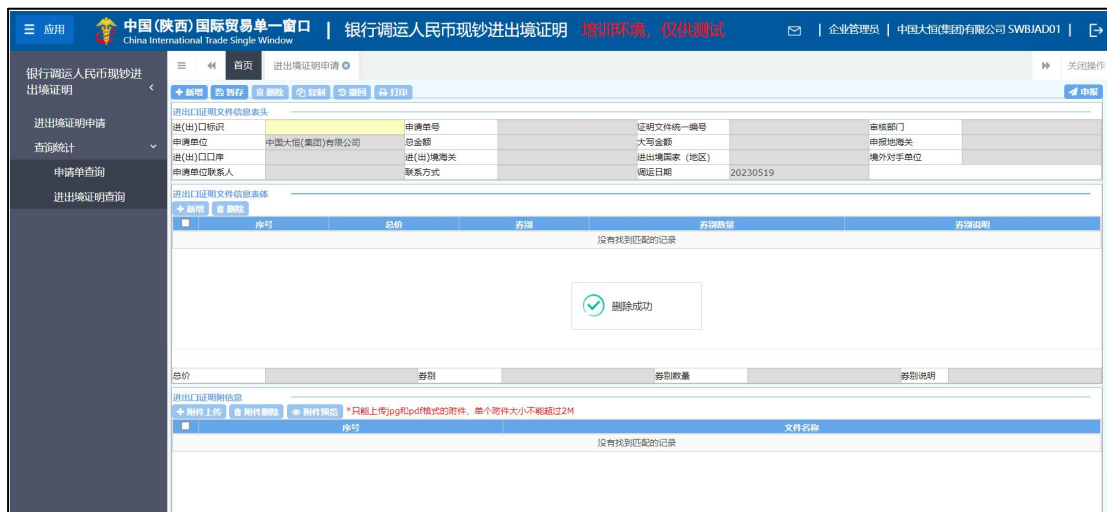 应用
中国(陕西)国际贸易单一窗口 | 银行调运人民币现钞进出境证明 培训环境，仅供测试
China International Trade Single Window
| 企业管理员 | 中国大恒(集团)有限公司 SWBJAD01 |
银行调运人民币现钞进出境证明
进出境证明申请
查询统计
申请单查询
进出境证明查询
首页 进出境证明申请 关闭操作
新增 暂存 删除 复制 撤回 打印 申报
进出口证明文件信息表头
进(出)口标识 申请单号 证明文件统一编号 审核部门
申请单位 中国大恒(集团)有限公司 总金额 大写金额 申报地海关
进(出)口口岸 进(出)境海关 进出境国家（地区） 境外对手单位
申请单位联系人 联系方式 调运日期 20230519
进出口证明文件信息表体
新增 删除
序号 总价 券别 券别数量 券别说明
没有找到匹配的记录
删除成功
总价 券别 券别数量 券别说明
进出口证明附信息
附件上传 附件删除 附件预览 *只能上传jpg和pdf格式的附件，单个附件大小不能超过2M
序号 文件名称
没有找到匹配的记录